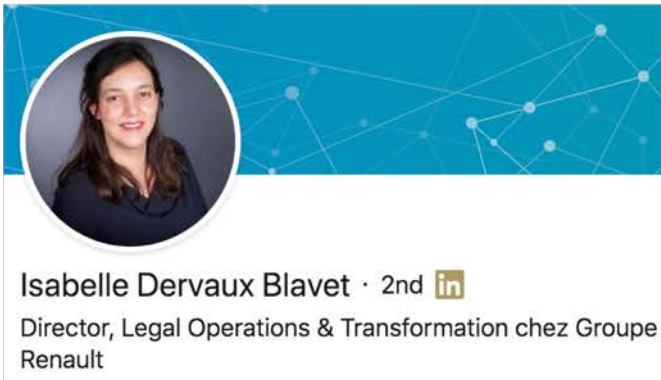 Isabelle Dervaux Blavet · 2nd in
Director, Legal Operations & Transformation chez Groupe
Renault